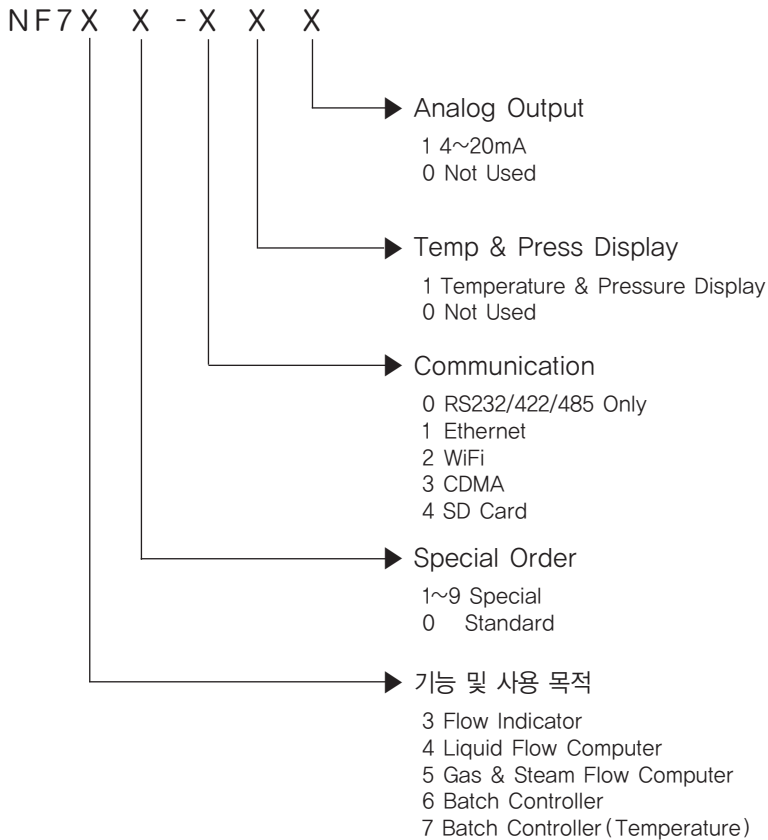 NF7X X - X X X
Analog Output
1 4~20mA
0 Not Used
Temp & Press Display
1 Temperature & Pressure Display
0 Not Used
Communication
0 RS232/422/485 Only
1 Ethernet
2 WiFi
3 CDMA
4 SD Card
Special Order
1~9 Special
0 Standard
기능 및 사용 목적
3 Flow Indicator
4 Liquid Flow Computer
5 Gas & Steam Flow Computer
6 Batch Controller
7 Batch Controller(Temperature)